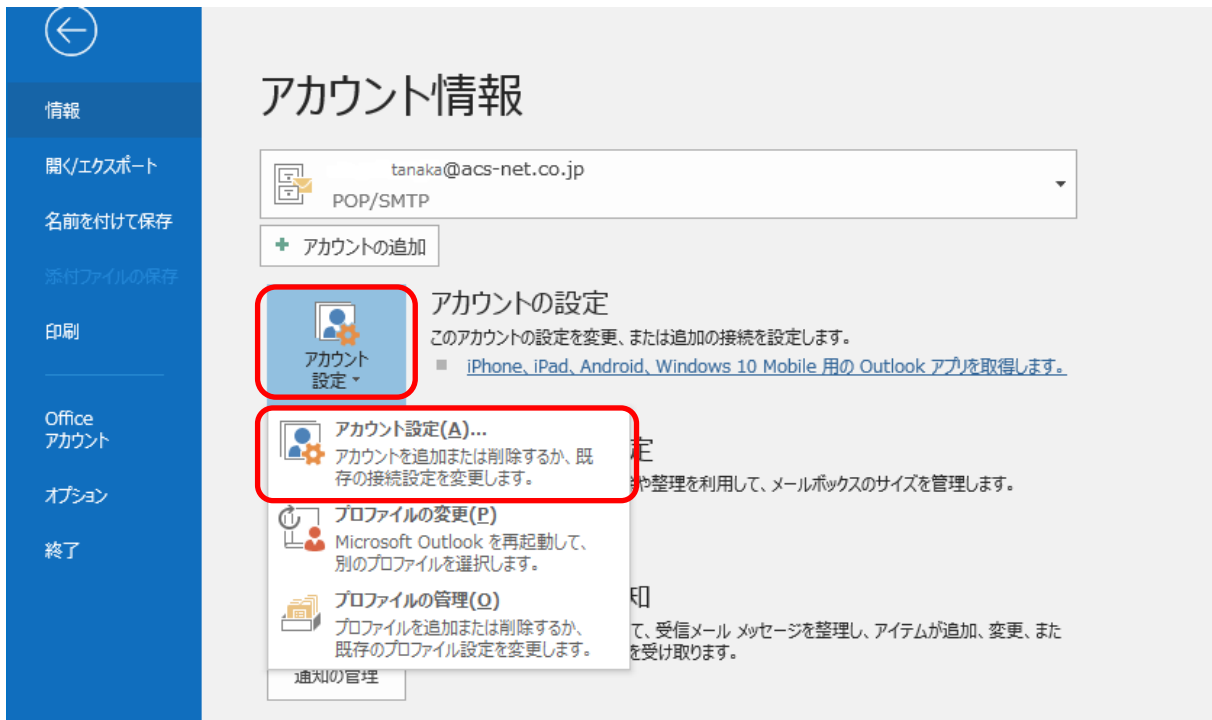 情報
開く/エクスポート
名前を付けて保存
添付ファイルの保存
印刷
Office
アカウント
オプション
終了
アカウント情報
tanaka@acs-net.co.jp
POP/SMTP
アカウントの追加
アカウント
設定
アカウントの設定
このアカウントの設定を変更、または追加の接続を設定します。
iPhone、iPad、Android、Windows 10 Mobile 用の Outlook アプリを取得します。
アカウント設定(A)...
アカウントを追加または削除するか、既
存の接続設定を変更します。
定
や整理を利用して、メールボックスのサイズを管理します。
プロファイルの変更(P)
Microsoft Outlook を再起動して、
別のプロファイルを選択します。
プロファイルの管理(O)
プロファイルを追加または削除するか、
既存のプロファイル設定を変更します。
知
て、受信メール メッセージを整理し、アイテムが追加、変更、また
を受け取ります。
通知の管理